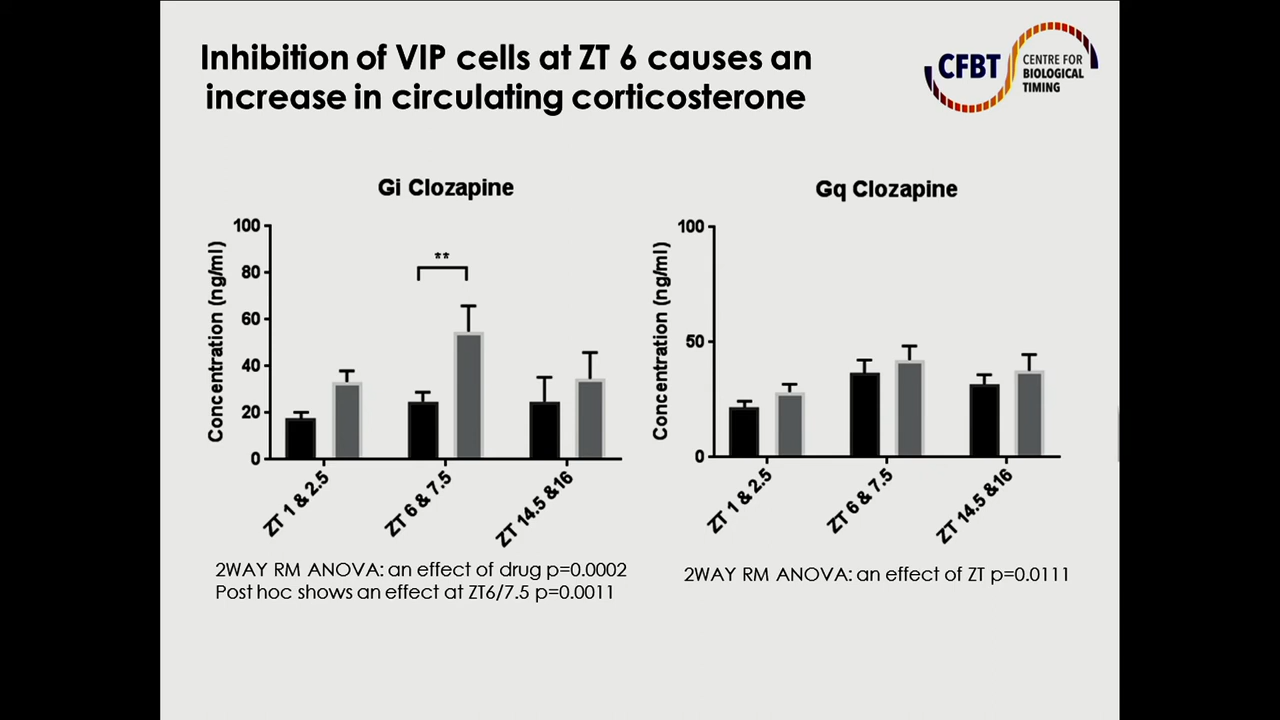 Inhibition of VIP cells at ZT 6 causes an
increase in circulating corticosterone
CFBT
CENTRE FOR
BIOLOGICAL
TIMING
Gi Clozapine
Concentration (ng/ml)
100
80
60
40
20
0
**
ZT 1 & 2.5
ZT 6 & 7.5
ZT 14.5 &16
2WAY RM ANOVA: an effect of drug p=0.0002
Post hoc shows an effect at ZT6/7.5 p=0.0011
Gq Clozapine
Concentration (ng/ml)
100
50
0
ZT 1 & 2.5
ZT 6 & 7.5
ZT 14.5 &16
2WAY RM ANOVA: an effect of ZT p=0.0111